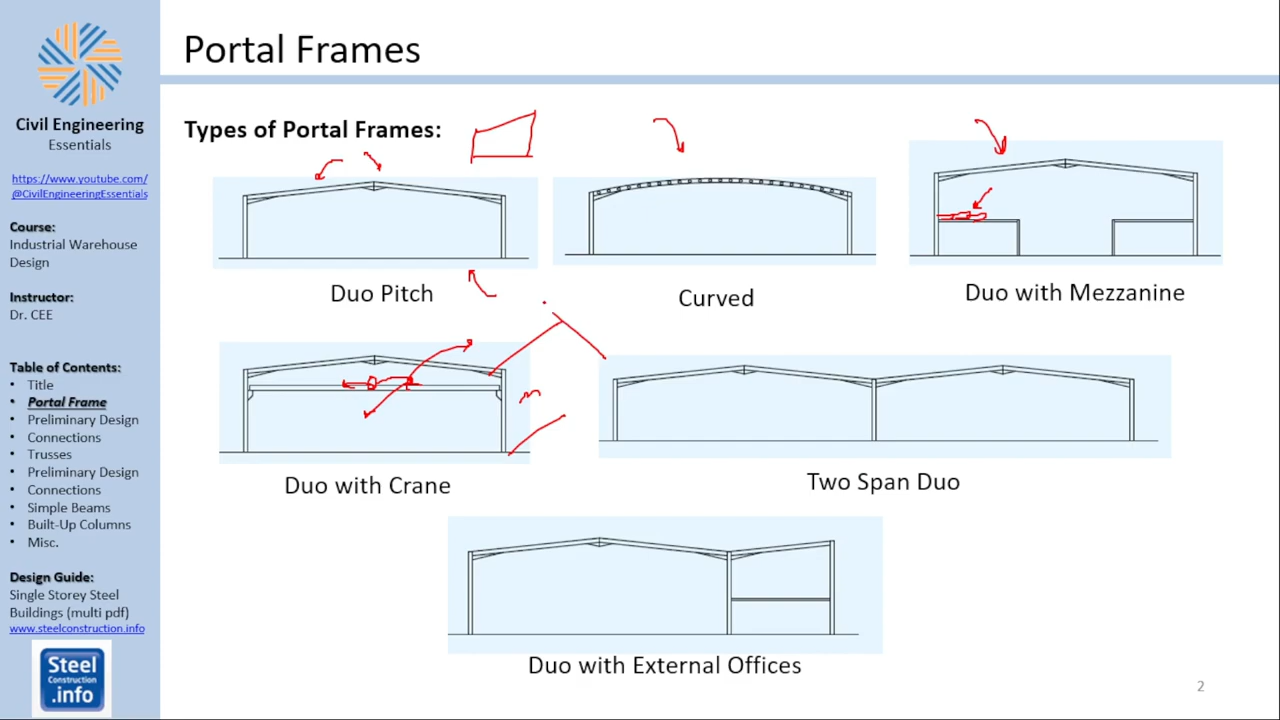 Portal Frames
Civil Engineering
Essentials
https://www.youtube.com/
@CivilEngineeringEssentials
Course:
Industrial Warehouse
Design
Instructor:
Dr. CEE
Table of Contents:
• Title
• Portal Frame
• Preliminary Design
• Connections
• Trusses
• Preliminary Design
• Connections
• Simple Beams
• Built-Up Columns
• Misc.
Design Guide:
Single Storey Steel
Buildings (multi pdf)
www.steelconstruction.info
Steel
Construction
.info
Types of Portal Frames:
Duo Pitch
Curved
Duo with Mezzanine
Duo with Crane
Two Span Duo
Duo with External Offices
2